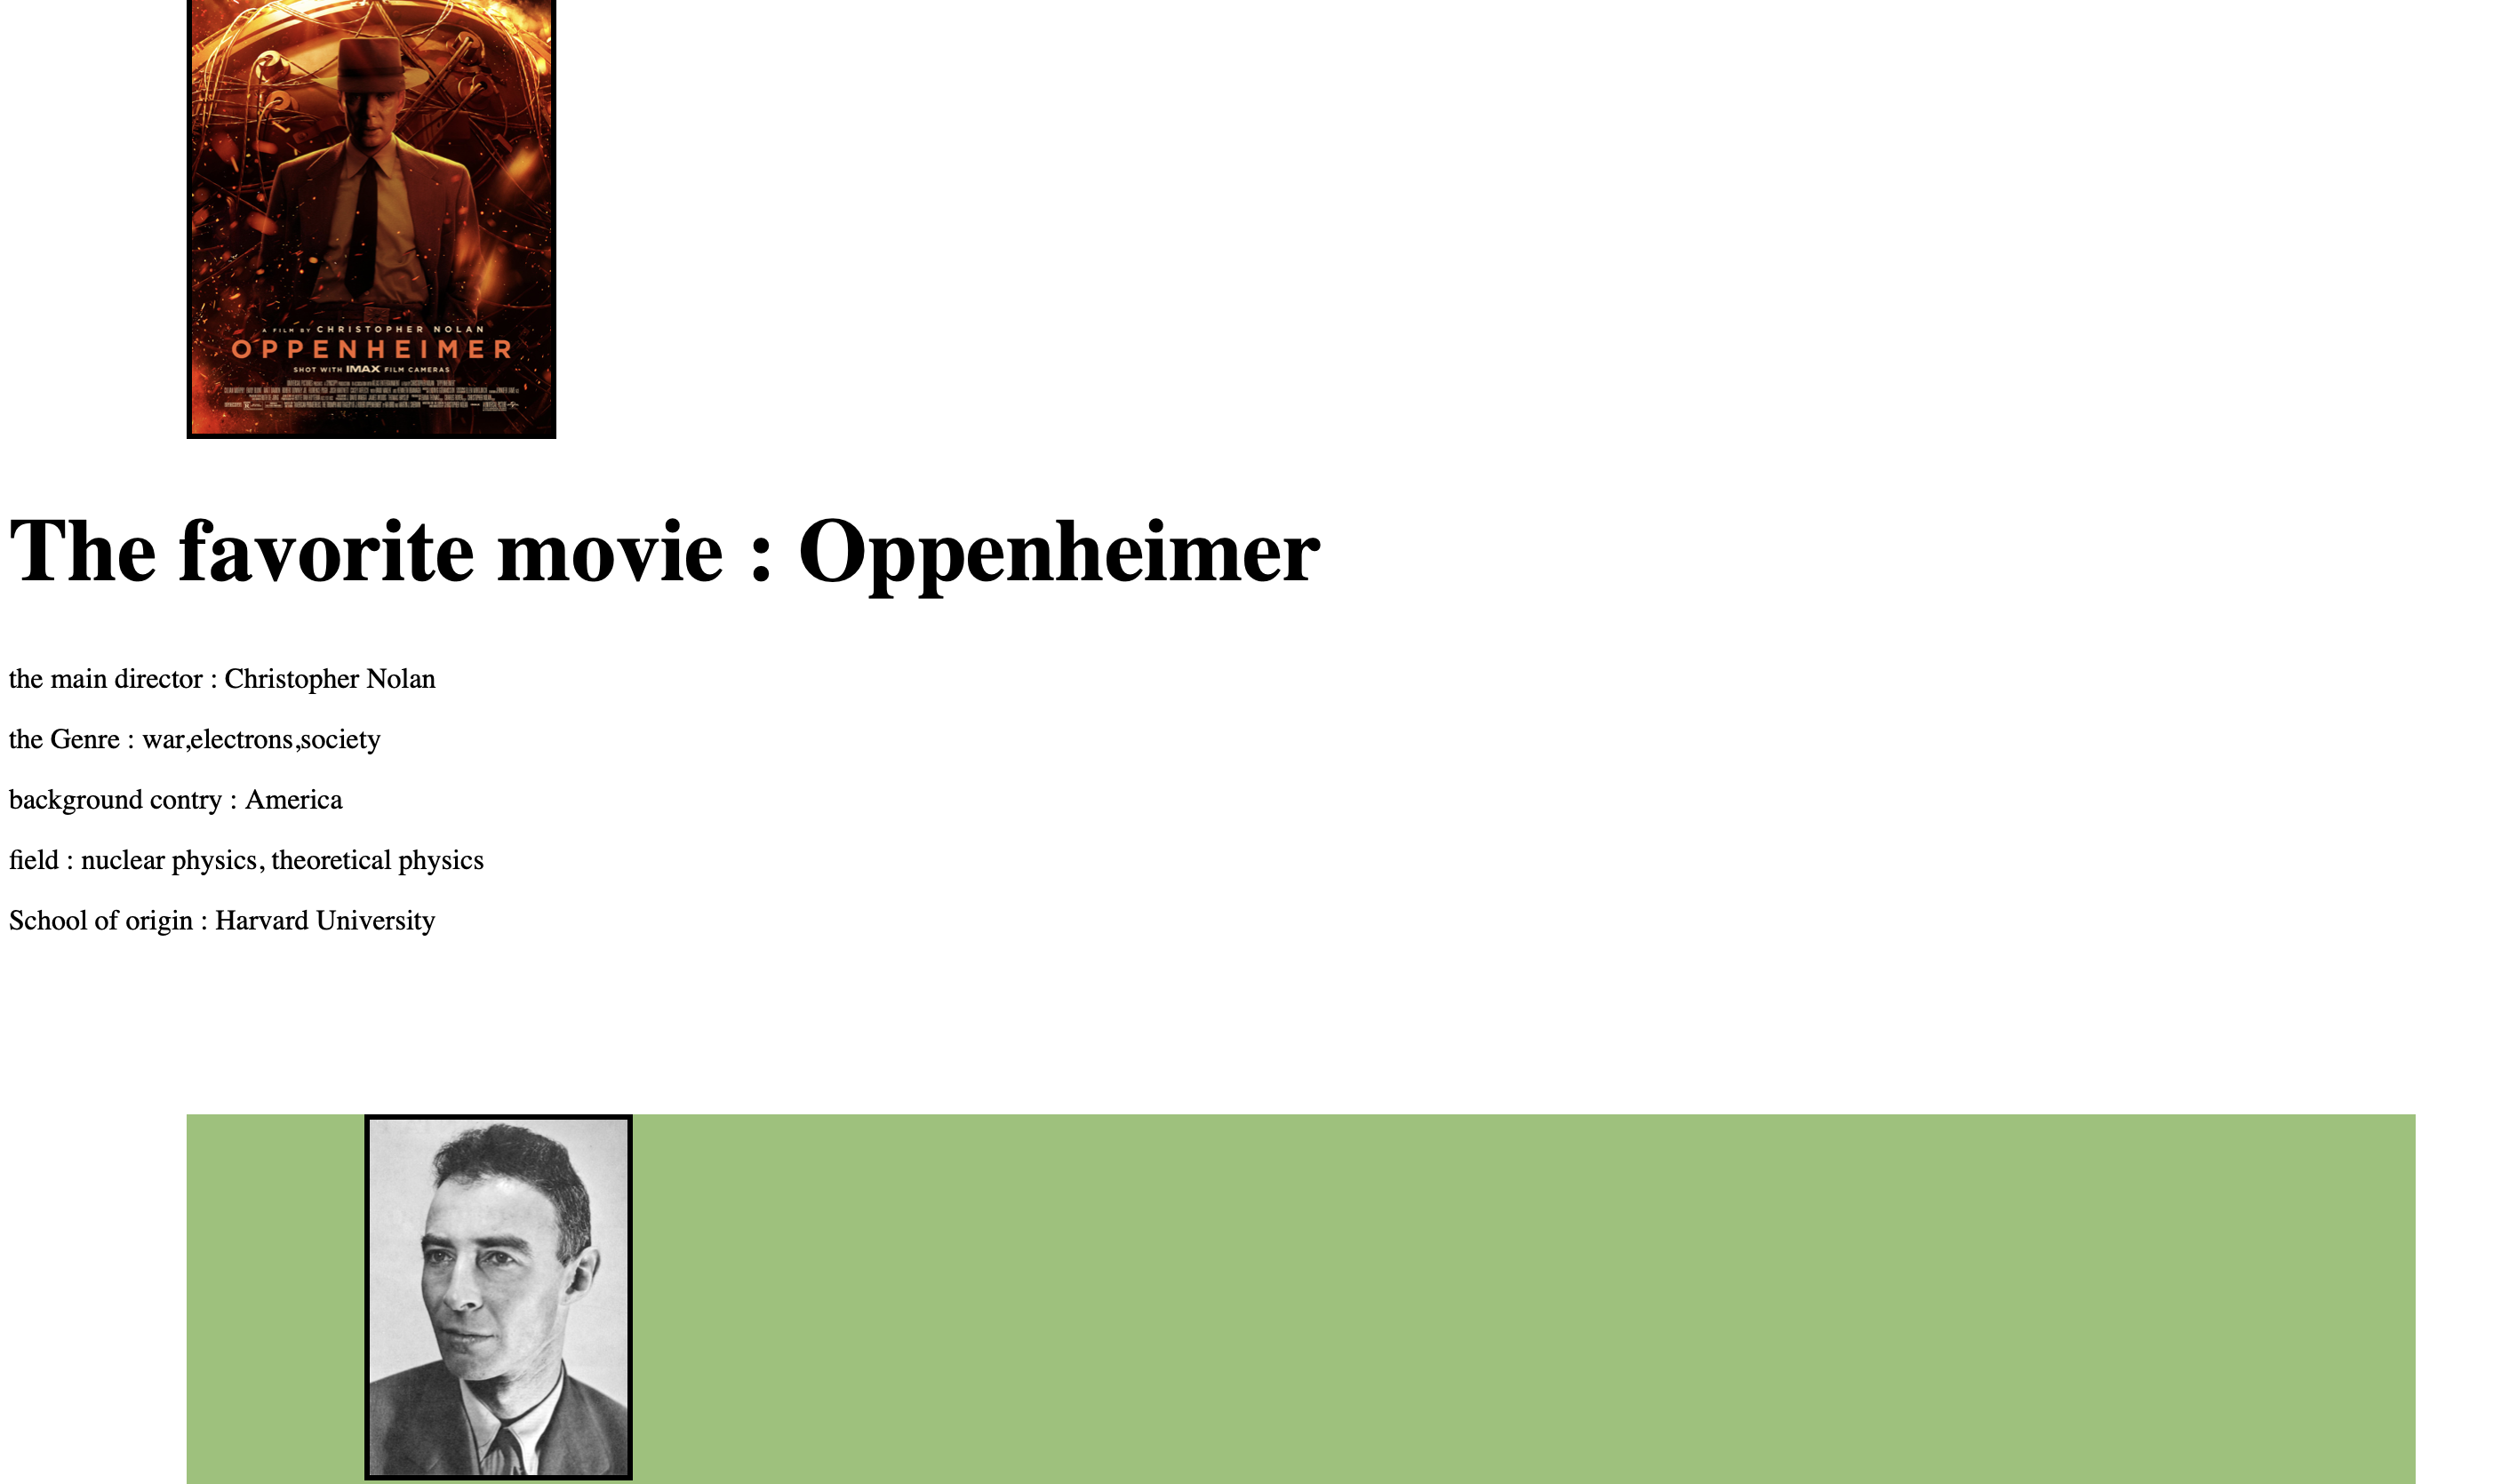 A FILM BY CHRISTOPHER NOLAN
OPPENHEIMER
SHOT WITH IMAX FILM CAMERAS
The favorite movie : Oppenheimer
the main director : Christopher Nolan
the Genre : war,electrons,society
background contry : America
field : nuclear physics, theoretical physics
School of origin : Harvard University